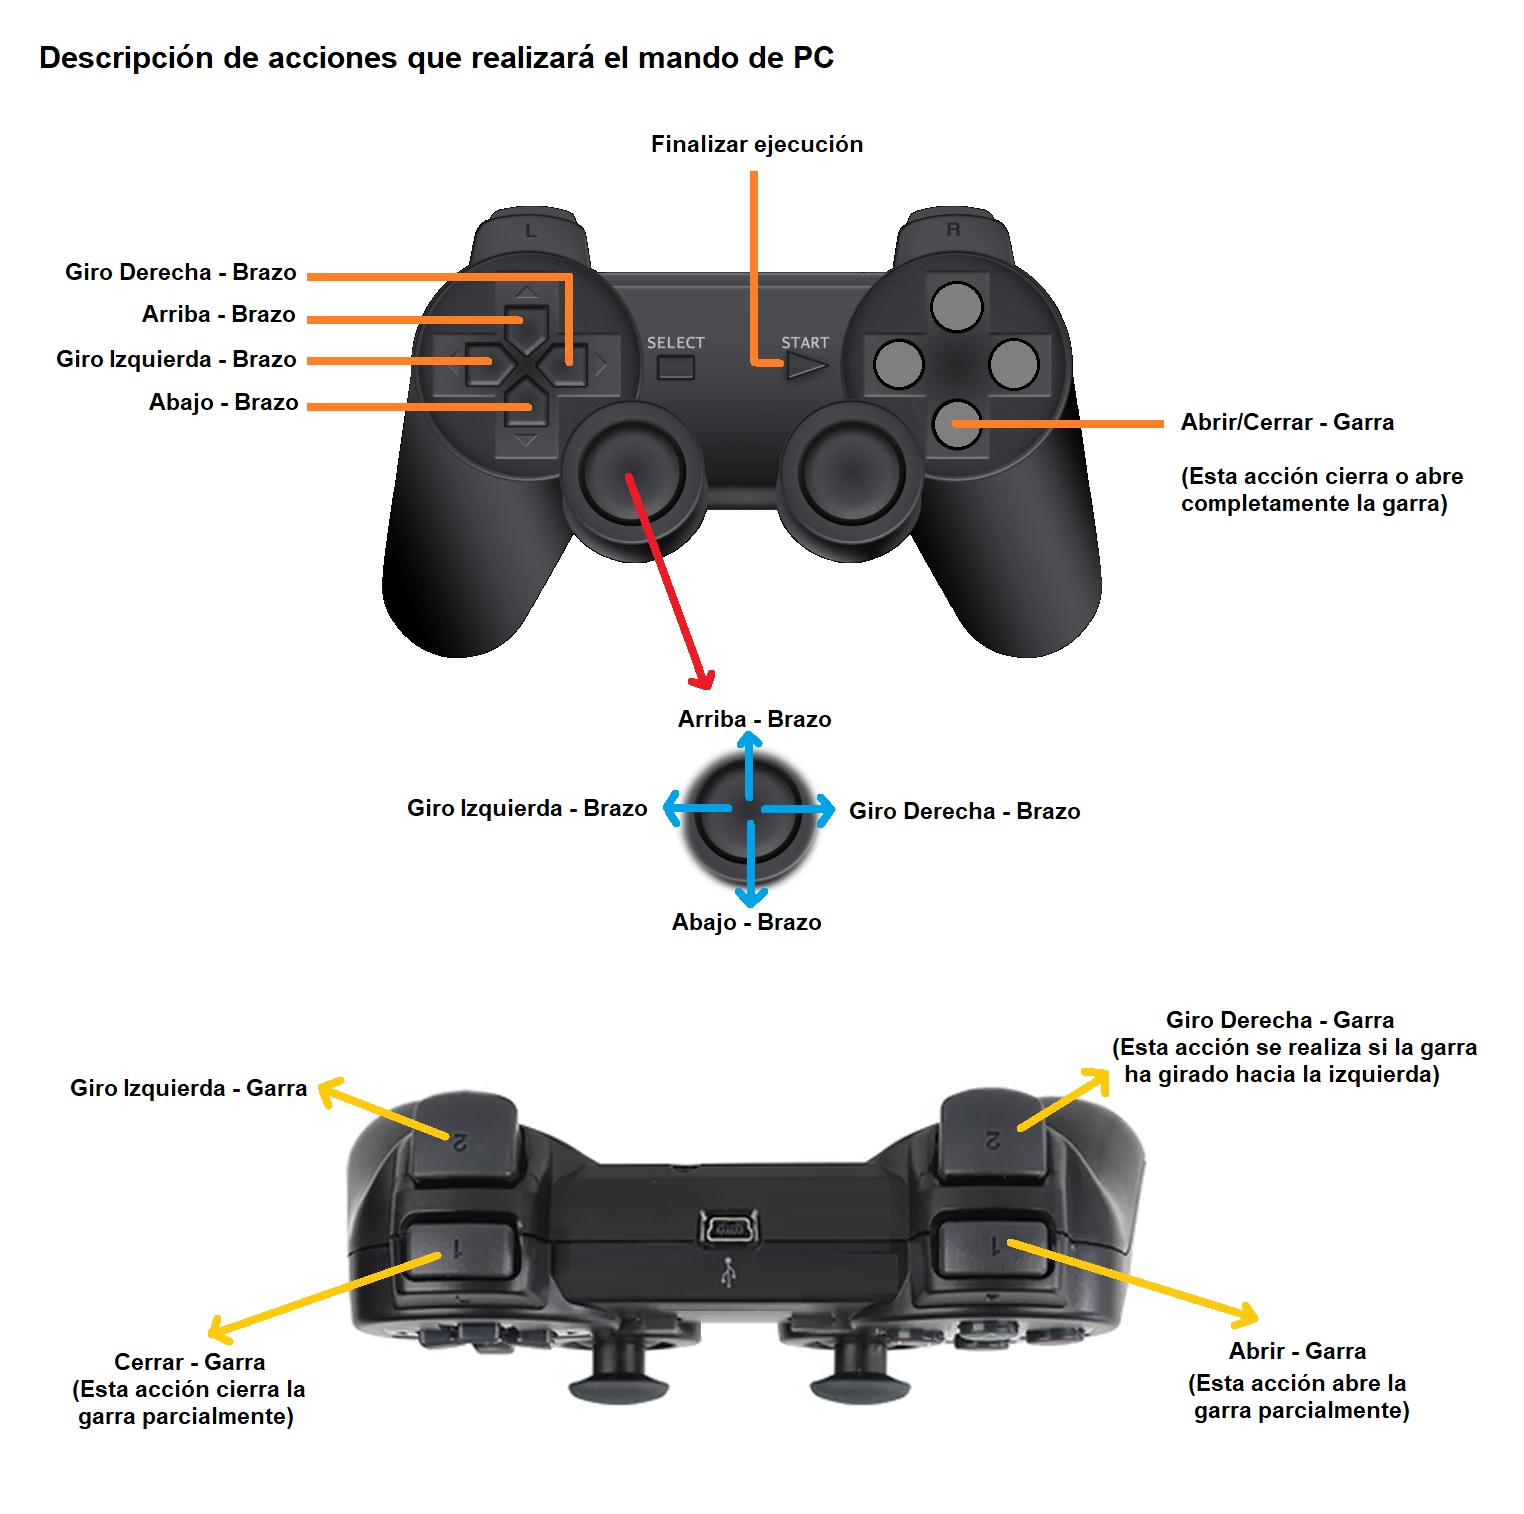 Descripción de acciones que realizará el mando de PC
Finalizar ejecución
L
R
Giro Derecha - Brazo
Arriba - Brazo
Giro Izquierda - Brazo
Abajo - Brazo
SELECT
START
Abrir/Cerrar - Garra
(Esta acción cierra o abre
completamente la garra)
Arriba - Brazo
Giro Izquierda - Brazo
Giro Derecha - Brazo
Abajo - Brazo
Giro Derecha - Garra
(Esta acción se realiza si la garra
ha girado hacia la izquierda)
Giro Izquierda - Garra
2
2
1
1
Cerrar - Garra
(Esta acción cierra la
garra parcialmente)
Abrir - Garra
(Esta acción abre la
garra parcialmente)